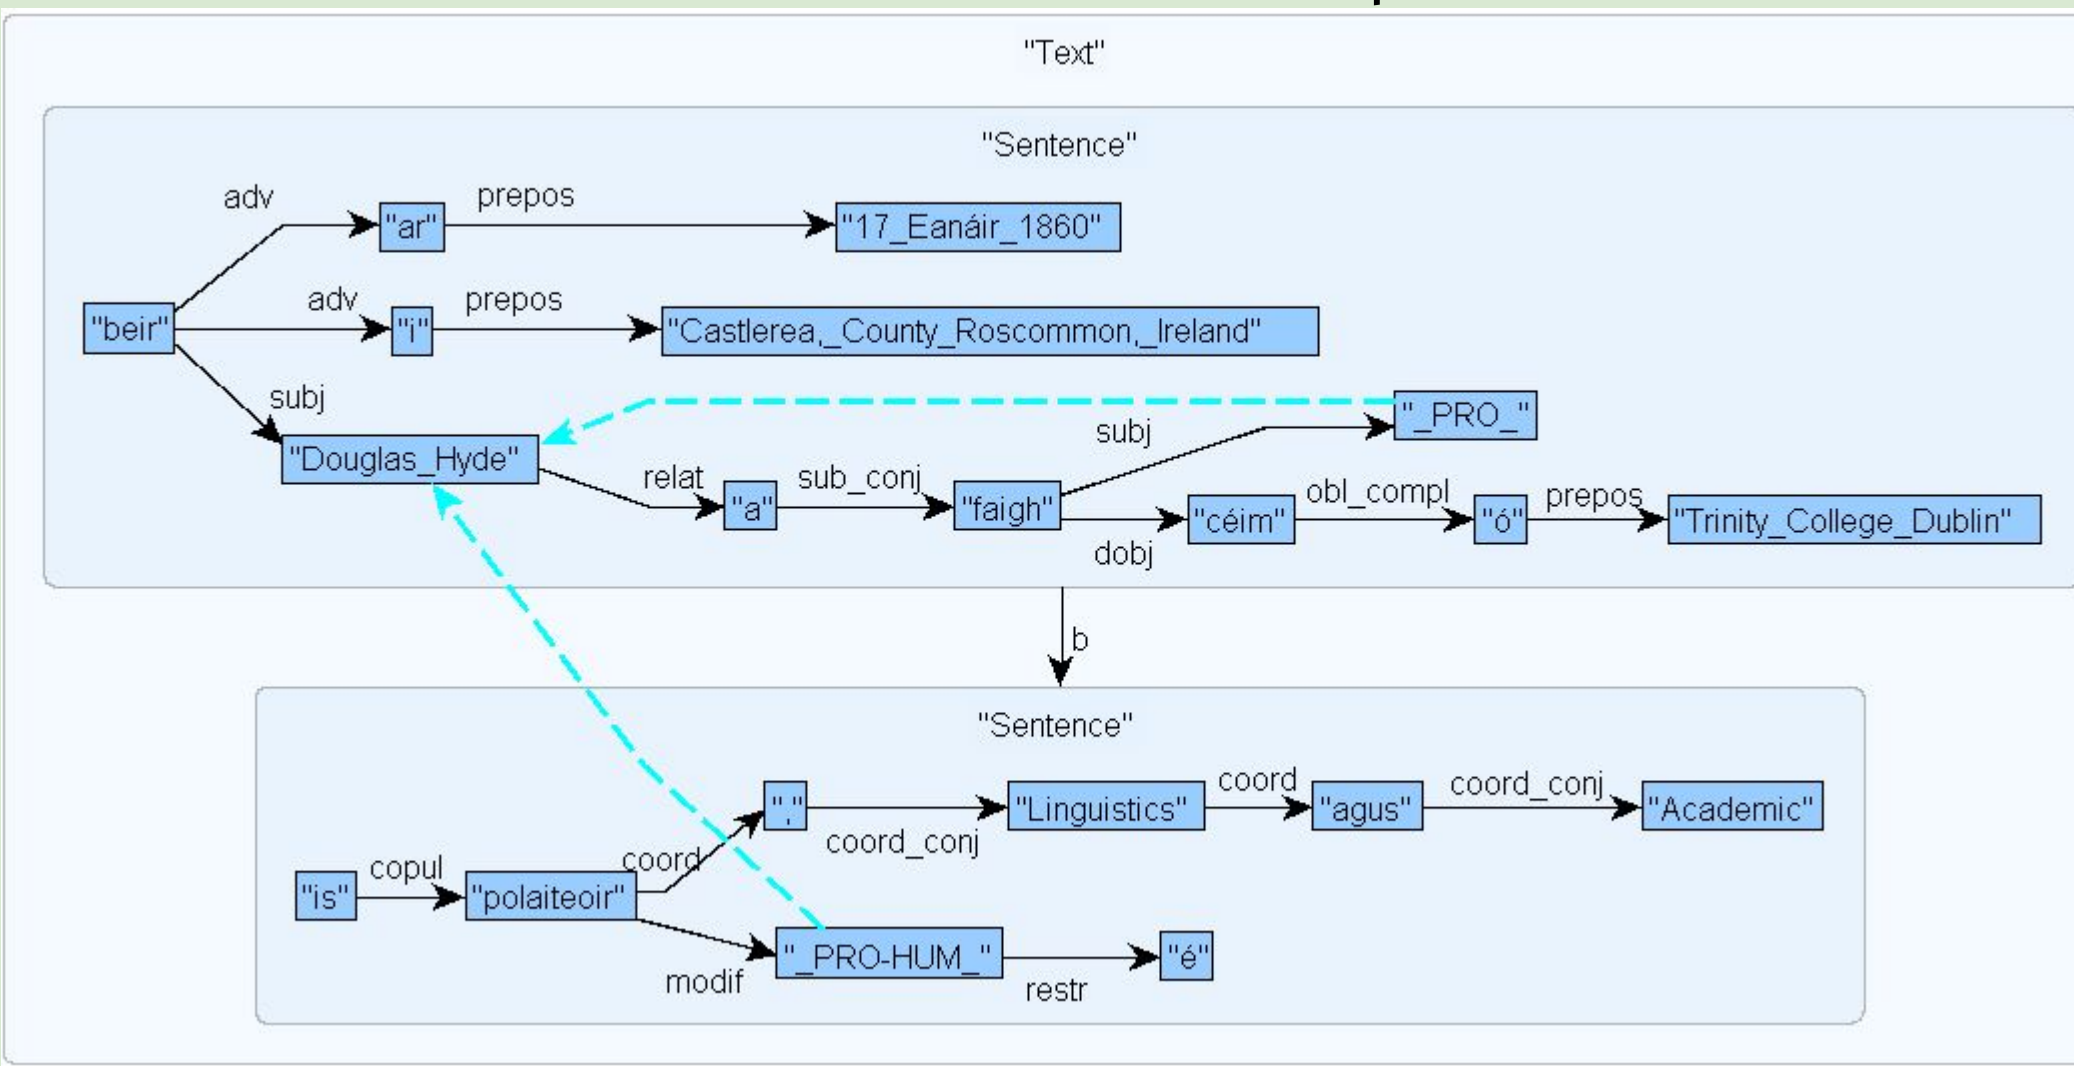 "Text"
"Sentence"
adv
"ar"
prepos
"17_Eanáir_1860"
"beir"
adv
"i"
prepos
"Castlerea,_County_Roscommon,_Ireland"
subj
"Douglas_Hyde"
relat
"a"
sub_conj
"faigh"
subj
"_PRO_"
dobj
"céim"
obl_compl
"ó"
prepos
"Trinity_College_Dublin"
b
"Sentence"
"is"
copul
"polaiteoir"
coord
","
coord_conj
"Linguistics"
coord
"agus"
coord_conj
"Academic"
modif
"_PRO-HUM_"
restr
"é"